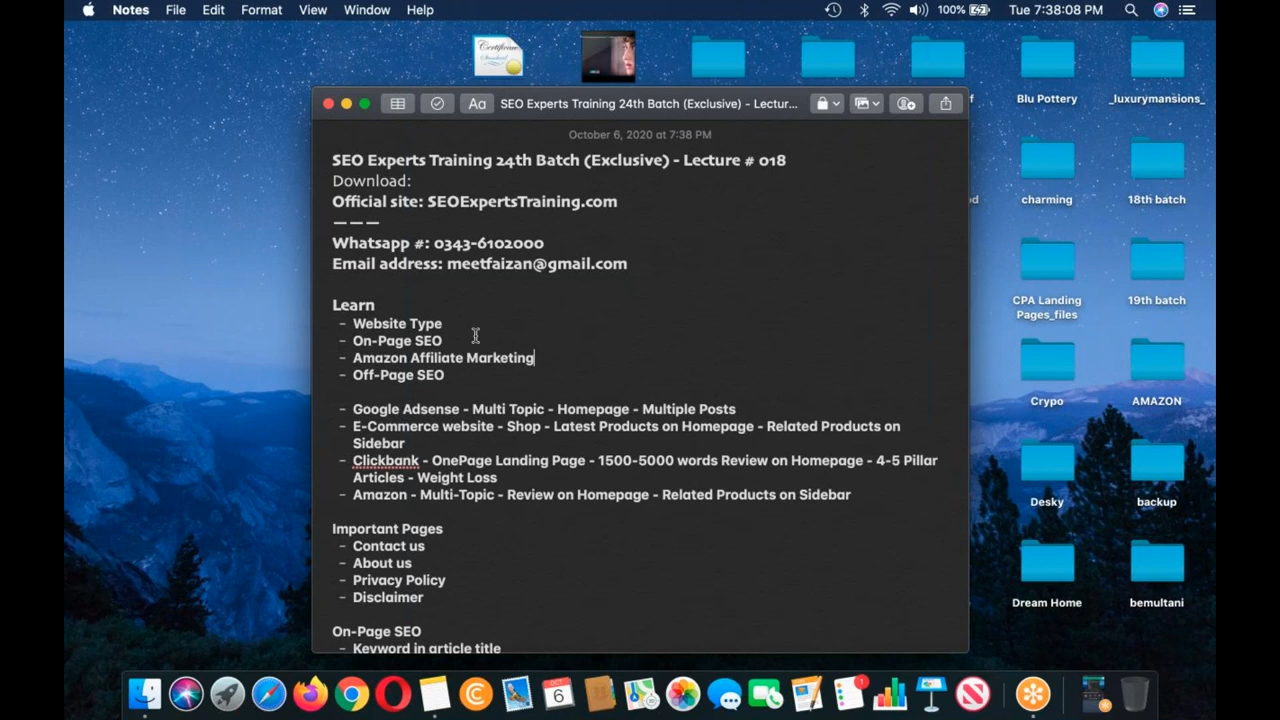 Notes File Edit Format View Window Help 100% Tue 7:38:08 PM
Blu Pottery
_luxurymansions_
Aa SEO Experts Training 24th Batch (Exclusive) - Lectur...
October 6, 2020 at 7:38 PM
SEO Experts Training 24th Batch (Exclusive) - Lecture # 018
Download:
Official site: SEOExpertsTraining.com
———
Whatsapp #: 0343-6102000
Email address: meetfaizan@gmail.com
Learn
- Website Type
- On-Page SEO
- Amazon Affiliate Marketing
- Off-Page SEO
- Google Adsense - Multi Topic - Homepage - Multiple Posts
- E-Commerce website - Shop - Latest Products on Homepage - Related Products on
Sidebar
- Clickbank - OnePage Landing Page - 1500-5000 words Review on Homepage - 4-5 Pillar
Articles - Weight Loss
- Amazon - Multi-Topic - Review on Homepage - Related Products on Sidebar
Important Pages
- Contact us
- About us
- Privacy Policy
- Disclaimer
On-Page SEO
- Keyword in article title
charming
18th batch
CPA Landing
Pages_files
19th batch
Crypo
AMAZON
Desky
backup
Dream Home
bemultani
OCT
6
1